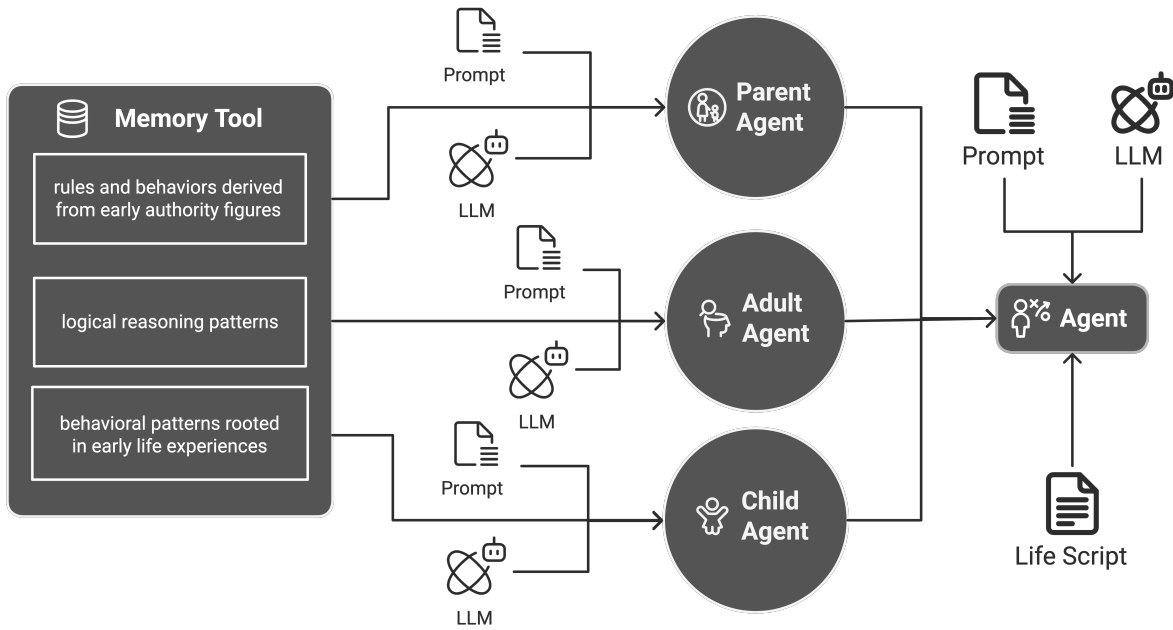 Memory Tool
rules and behaviors derived
from early authority figures
logical reasoning patterns
behavioral patterns rooted
in early life experiences
Prompt
LLM
Parent
Agent
Prompt
LLM
Adult
Agent
Prompt
LLM
Child
Agent
Prompt
LLM
Agent
Life Script